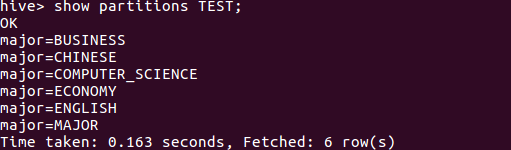 hive> show partitions TEST;
OK
major=BUSINESS
major=CHINESE
major=COMPUTER_SCIENCE
major=ECONOMY
major=ENGLISH
major=MAJOR
Time taken: 0.163 seconds, Fetched: 6 row(s)